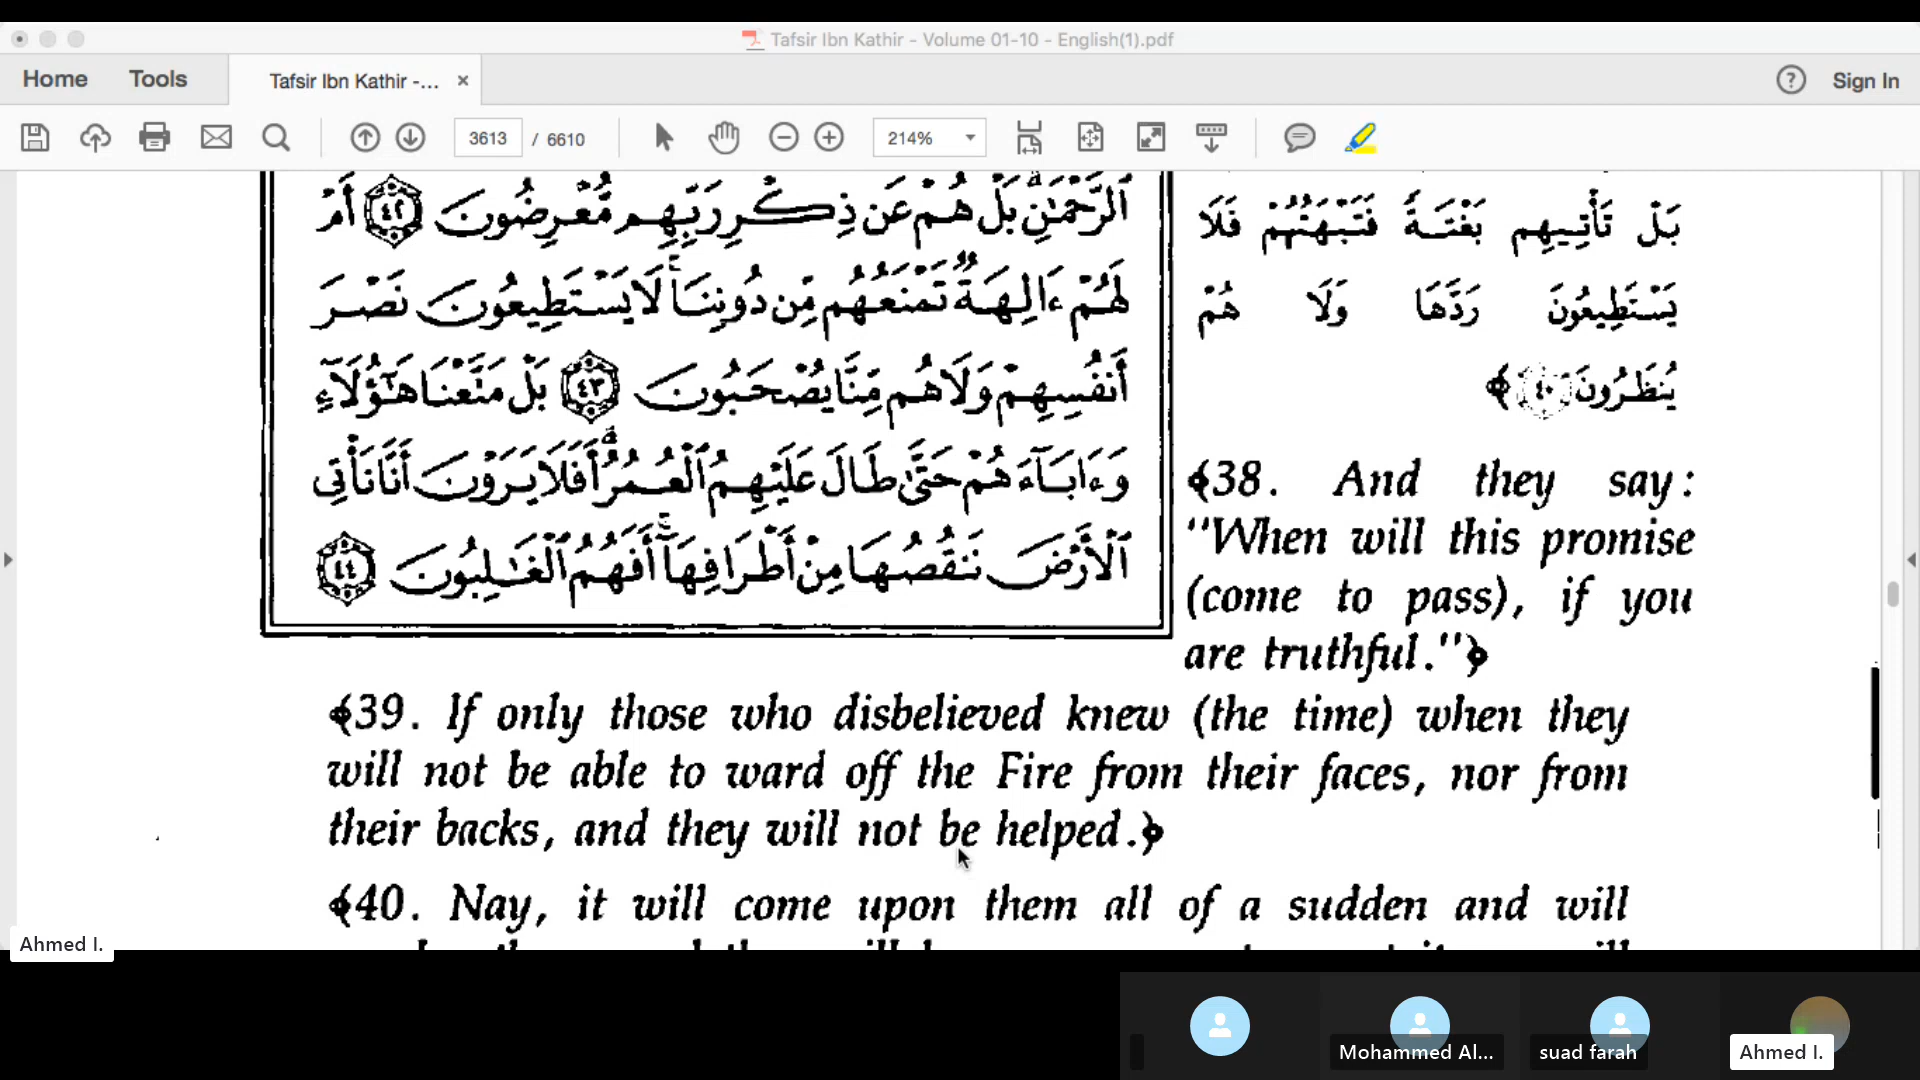 Tafsir Ibn Kathir - Volume 01-10 - English(1).pdf
Home Tools Tafsir Ibn Kathir -... × ? Sign In
3613 / 6610 214%
ٱلرَّحْمَٰنِ ۗ بَلْ هُمْ عَن ذِكْرِ رَبِّهِم مُّعْرِضُونَ ٤٢ أَمْ
لَهُمْ ءَالِهَةٌ تَمْنَعُهُم مِّن دُونِنَا ۚ لَا يَسْتَطِيعُونَ نَصْرَ
أَنفُسِهِمْ وَلَا هُم مِّنَّا يُصْحَبُونَ ٤٣ بَلْ مَتَّعْنَا هَٰٓؤُلَآءِ
وَءَابَآءَهُمْ حَتَّىٰ طَالَ عَلَيْهِمُ ٱلْعُمُرُ ۗ أَفَلَا يَرَوْنَ أَنَّا نَأْتِى
ٱلْأَرْضَ نَنقُصُهَا مِنْ أَطْرَافِهَآ ۚ أَفَهُمُ ٱلْغَٰلِبُونَ ٤٤
بَلْ تَأْتِيهِم بَغْتَةً فَتَبْهَتُهُمْ فَلَا
يَسْتَطِيعُونَ رَدَّهَا وَلَا هُمْ
يُنظَرُونَ ٤٠﴾
﴿38. And they say:
"When will this promise
(come to pass), if you
are truthful."﴾
﴿39. If only those who disbelieved knew (the time) when they
will not be able to ward off the Fire from their faces, nor from
their backs, and they will not be helped.﴾
﴿40. Nay, it will come upon them all of a sudden and will
Ahmed I.
Mohammed Al... suad farah Ahmed I.